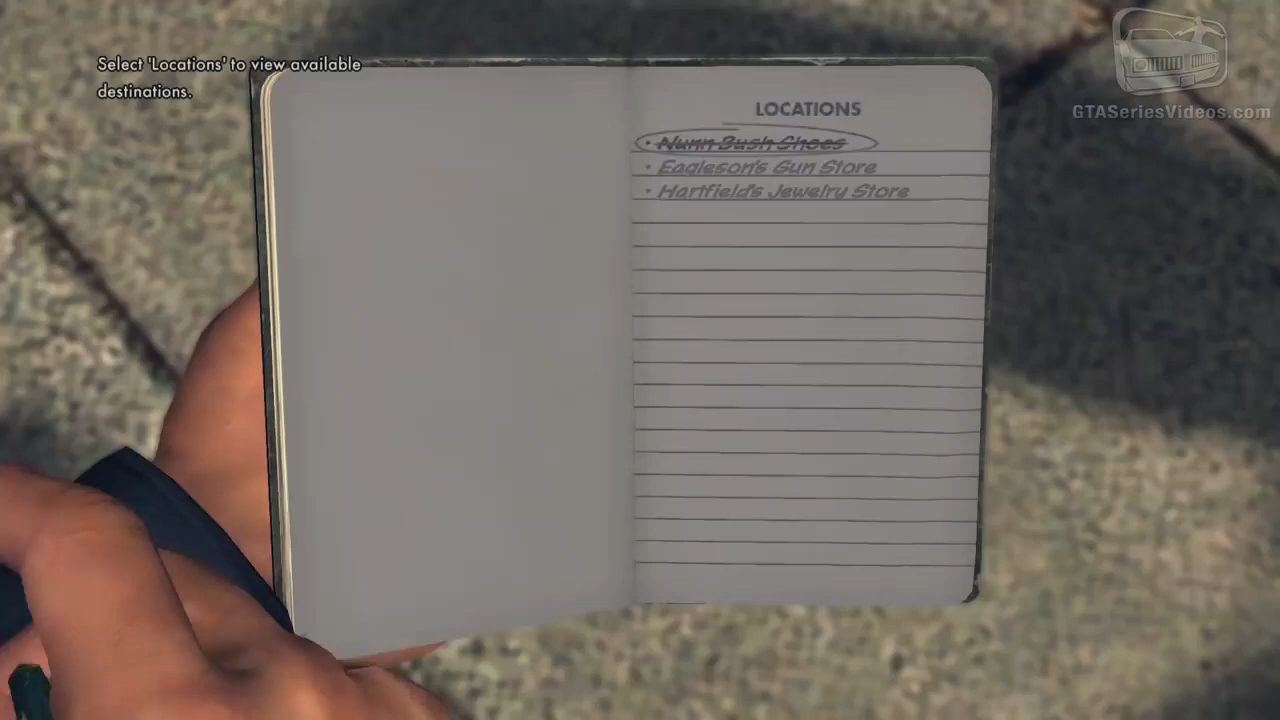 Select 'Locations' to view available
destinations.
GTASeriesVideos.com
LOCATIONS
• Nunn Bush Shoes
• Eagleson's Gun Store
• Hartfield's Jewelry Store